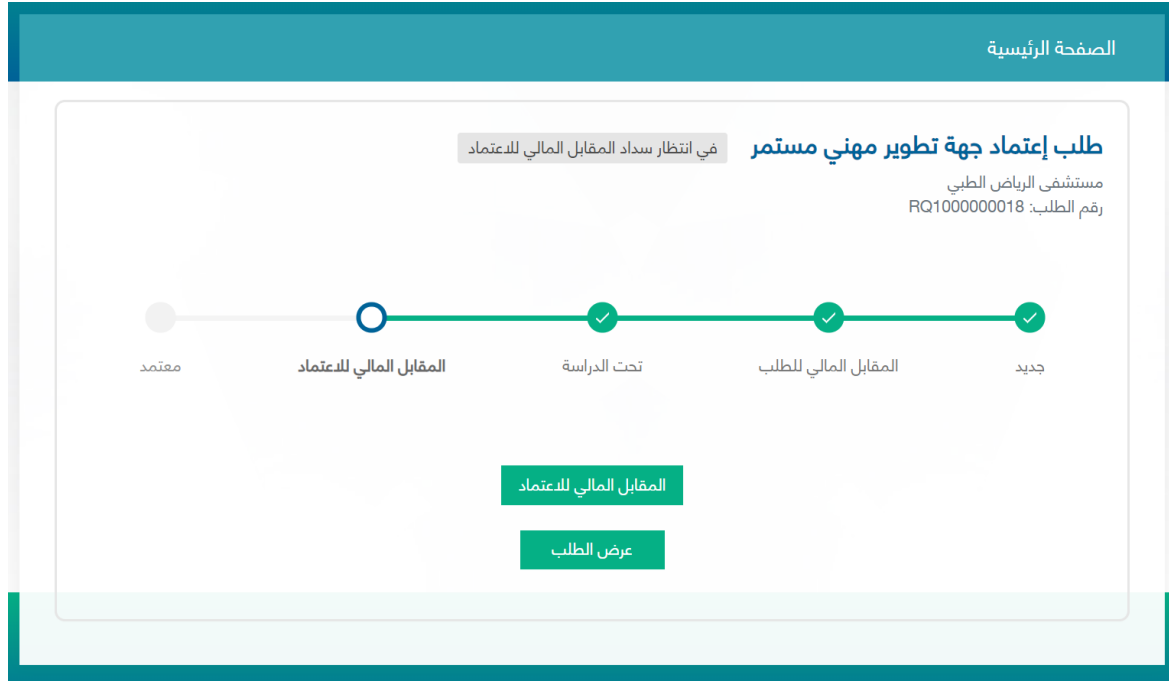 الصفحة الرئيسية
طلب إعتماد جهة تطوير مهني مستمر
في انتظار سداد المقابل المالي للاعتماد
مستشفى الرياض الطبي
رقم الطلب: RQ1000000018
جديد
المقابل المالي للطلب
تحت الدراسة
المقابل المالي للاعتماد
معتمد
المقابل المالي للاعتماد
عرض الطلب